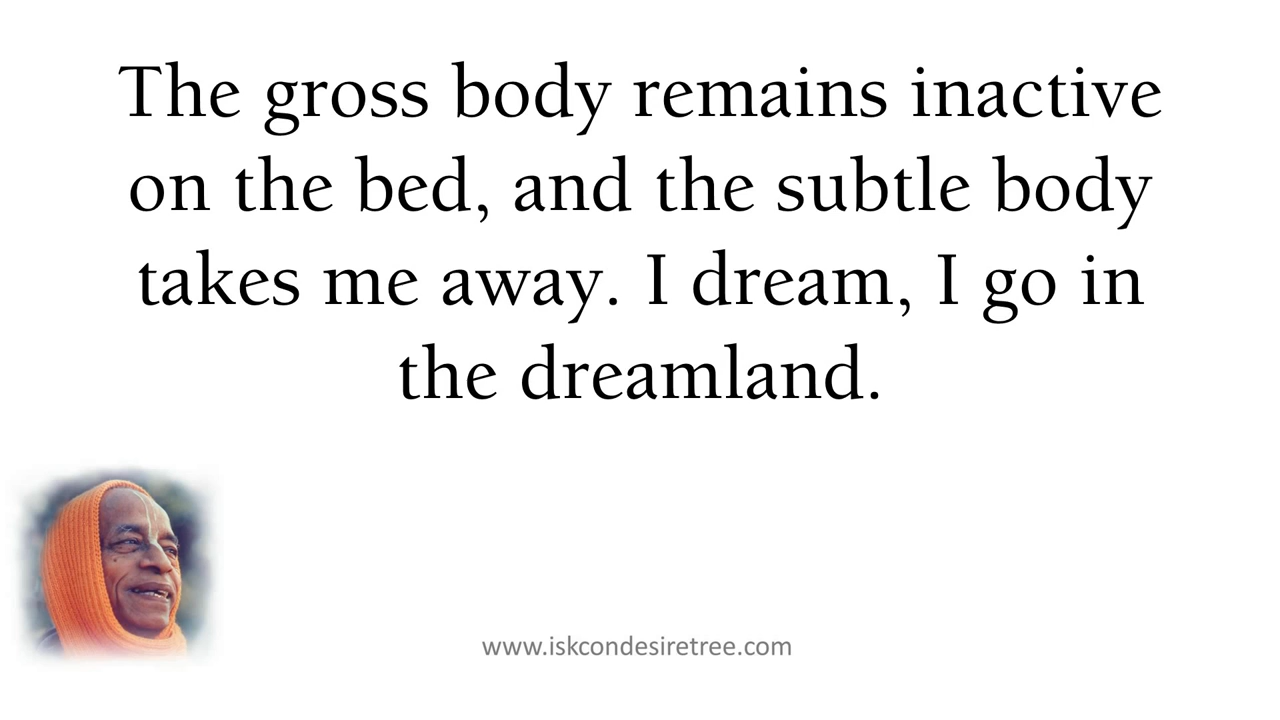 The gross body remains inactive
on the bed, and the subtle body
takes me away. I dream, I go in
the dreamland.
www.iskcondesiretree.com